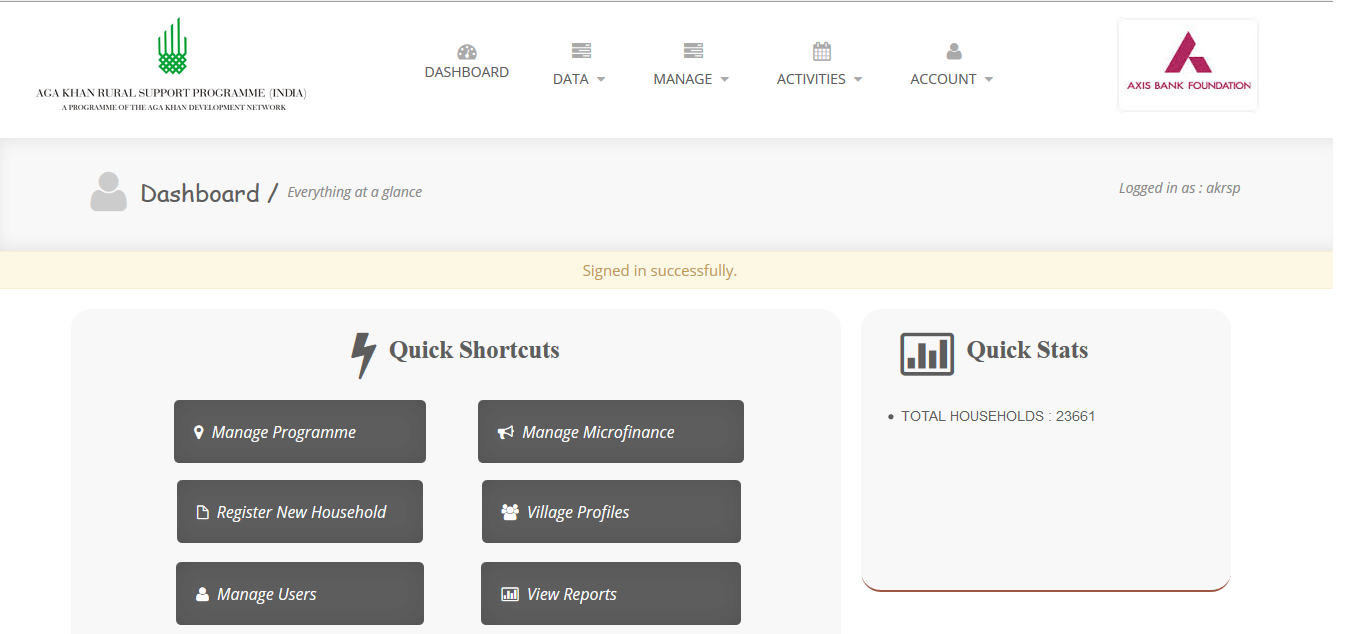 AGA KHAN RURAL SUPPORT PROGRAMME (INDIA)
A PROGRAMME OF THE AGA KHAN DEVELOPMENT NETWORK
DASHBOARD
DATA
MANAGE
ACTIVITIES
ACCOUNT
AXIS BANK FOUNDATION
Dashboard / Everything at a glance
Logged in as : akrsp
Signed in successfully.
Quick Shortcuts
Manage Programme
Manage Microfinance
Register New Household
Village Profiles
Manage Users
View Reports
Quick Stats
TOTAL HOUSEHOLDS : 23661